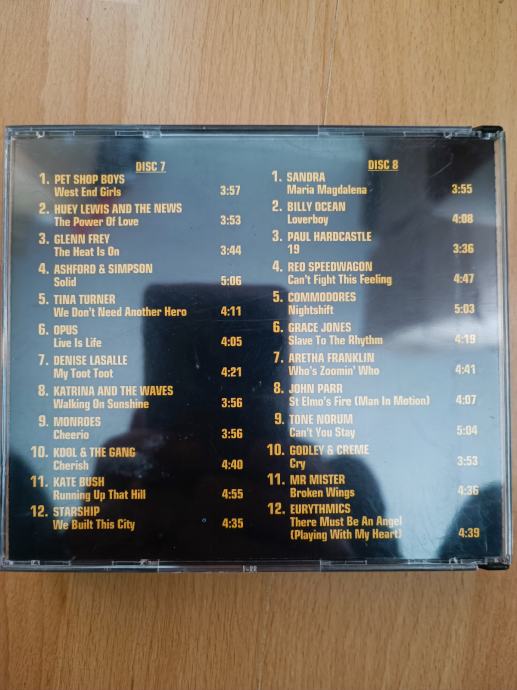 DISC 7
1. PET SHOP BOYS
West End Girls 3:57
2. HUEY LEWIS AND THE NEWS
The Power Of Love 3:53
3. GLENN FREY
The Heat Is On 3:44
4. ASHFORD & SIMPSON
Solid 5:06
5. TINA TURNER
We Don't Need Another Hero 4:11
6. OPUS
Live Is Life 4:05
7. DENISE LASALLE
My Toot Toot 4:21
8. KATRINA AND THE WAVES
Walking On Sunshine 3:56
9. MONROES
Cheerio 3:56
10. KOOL & THE GANG
Cherish 4:40
11. KATE BUSH
Running Up That Hill 4:55
12. STARSHIP
We Built This City 4:35
DISC 8
1. SANDRA
Maria Magdalena 3:55
2. BILLY OCEAN
Loverboy 4:08
3. PAUL HARDCASTLE
19 3:36
4. REO SPEEDWAGON
Can't Fight This Feeling 4:47
5. COMMODORES
Nightshift 5:03
6. GRACE JONES
Slave To The Rhythm 4:19
7. ARETHA FRANKLIN
Who's Zoomin' Who 4:41
8. JOHN PARR
St Elmo's Fire (Man In Motion) 4:07
9. TONE NORUM
Can't You Stay 5:04
10. GODLEY & CREME
Cry 3:53
11. MR MISTER
Broken Wings 4:36
12. EURYTHMICS
There Must Be An Angel
(Playing With My Heart) 4:39